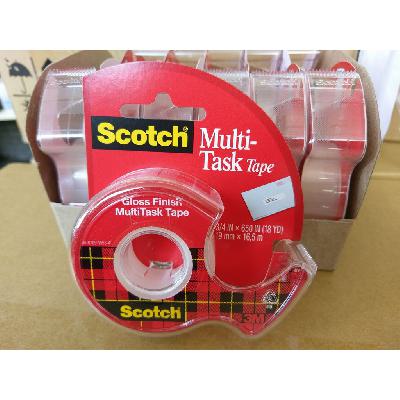 Scotch
Multi-
Task Tape
Gloss Finish
MultiTask Tape
3/4 IN × 650 IN (18 YD)
19 mm × 16,5 m
3M